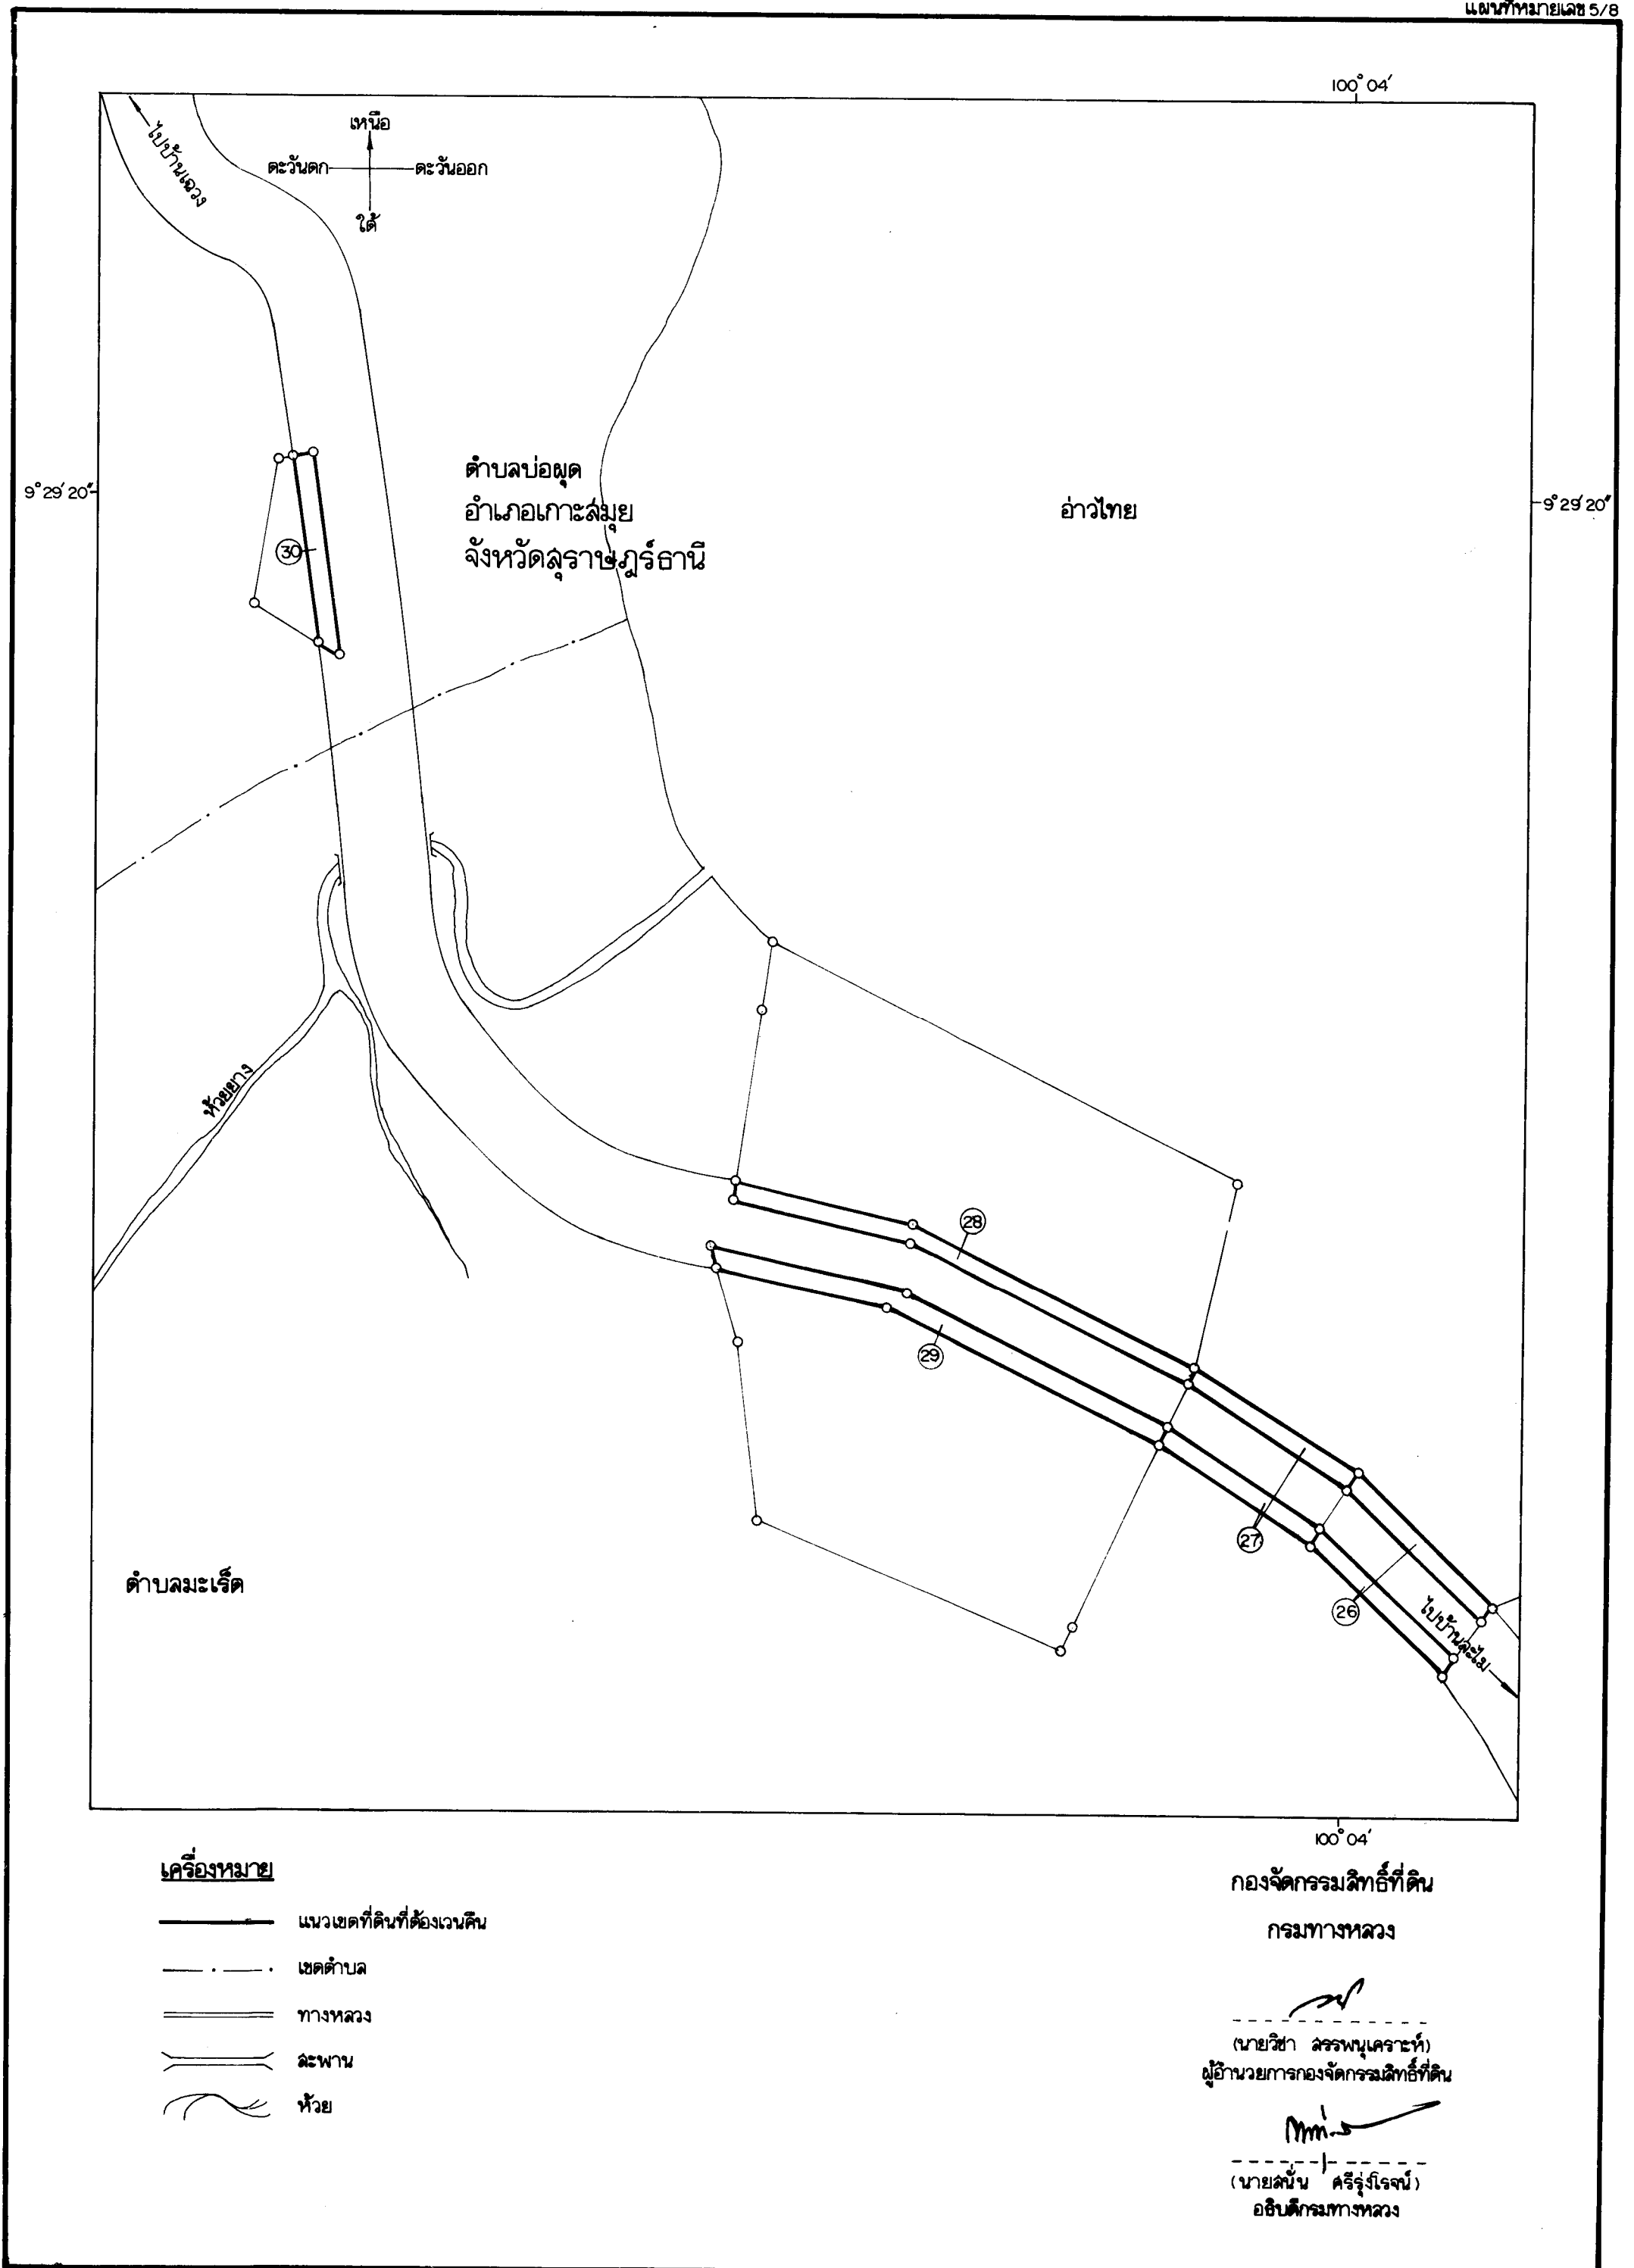 แผนที่หมายเลข 5/8
100° 04′
ไปบ้านเฉวง
เหนือ
ตะวันตก
ตะวันออก
ใต้
ตำบลบ่อผุด
อำเภอเกาะสมุย
จังหวัดสุราษฎร์ธานี
อ่าวไทย
9° 29′ 20″
9° 29′ 20″
30
ห้วยยาง
28
29
27
26
ไปบ้านละไม
ตำบลมะเร็ต
100° 04′
เครื่องหมาย
แนวเขตที่ดินที่ต้องเวนคืน
เขตตำบล
ทางหลวง
สะพาน
ห้วย
กองจัดกรรมสิทธิ์ที่ดิน
กรมทางหลวง
(นายวิชา สรรพนุเคราะห์)
ผู้อำนวยการกองจัดกรรมสิทธิ์ที่ดิน
(นายสนั่น ศรีรุ่งโรจน์)
อธิบดีกรมทางหลวง